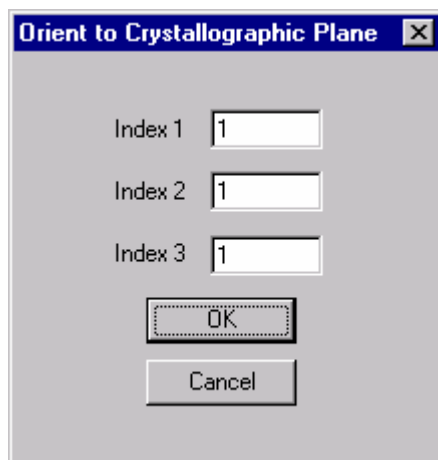 Orient to Crystallographic Plane
Index 1 1
Index 2 1
Index 3 1
OK
Cancel